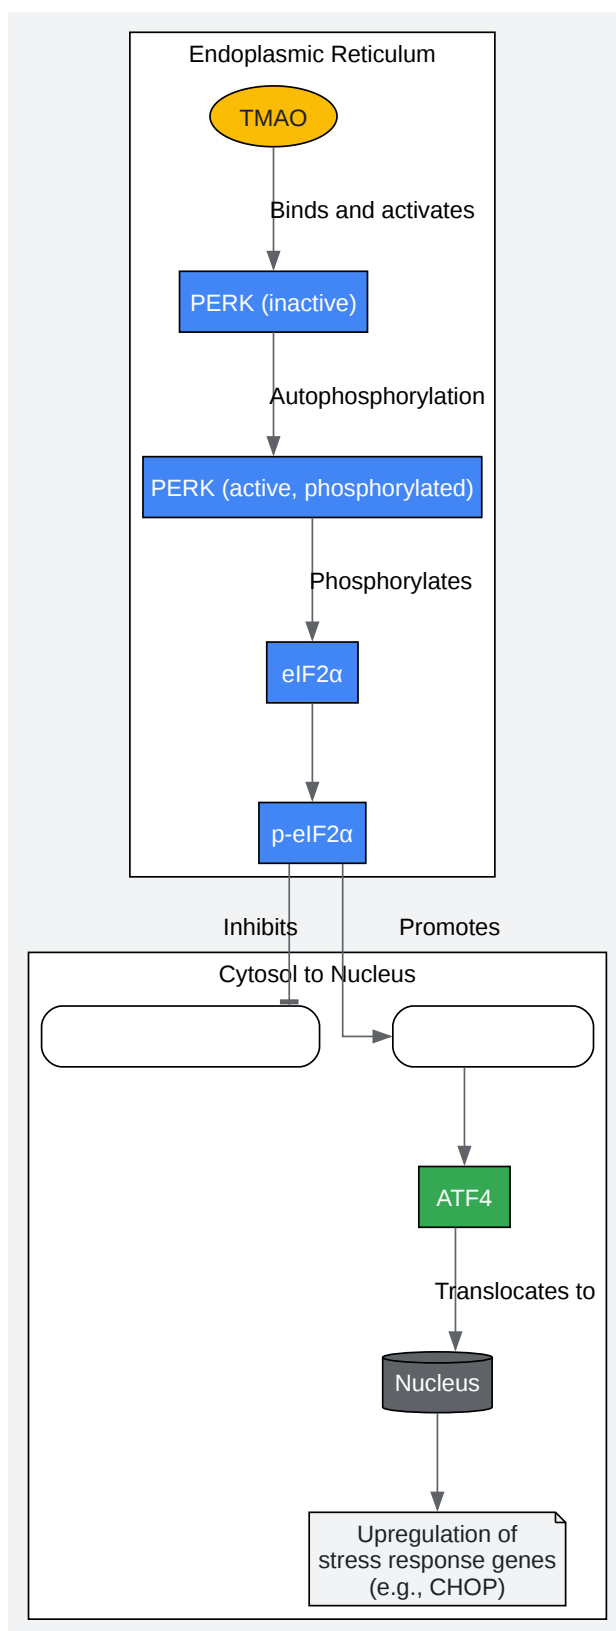 Endoplasmic Reticulum
TMAO
Binds and activates
PERK (inactive)
Autophosphorylation
PERK (active, phosphorylated)
Phosphorylates
eIF2α
p-eIF2α
Inhibits
Promotes
Cytosol to Nucleus
ATF4
Translocates to
Nucleus
Upregulation of
stress response genes
(e.g., CHOP)